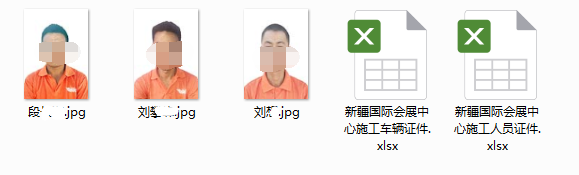 段 .jpg
刘 .jpg
刘 .jpg
新疆国际会展中
心施工车辆证件.
xlsx
新疆国际会展中
心施工人员证件.
xlsx